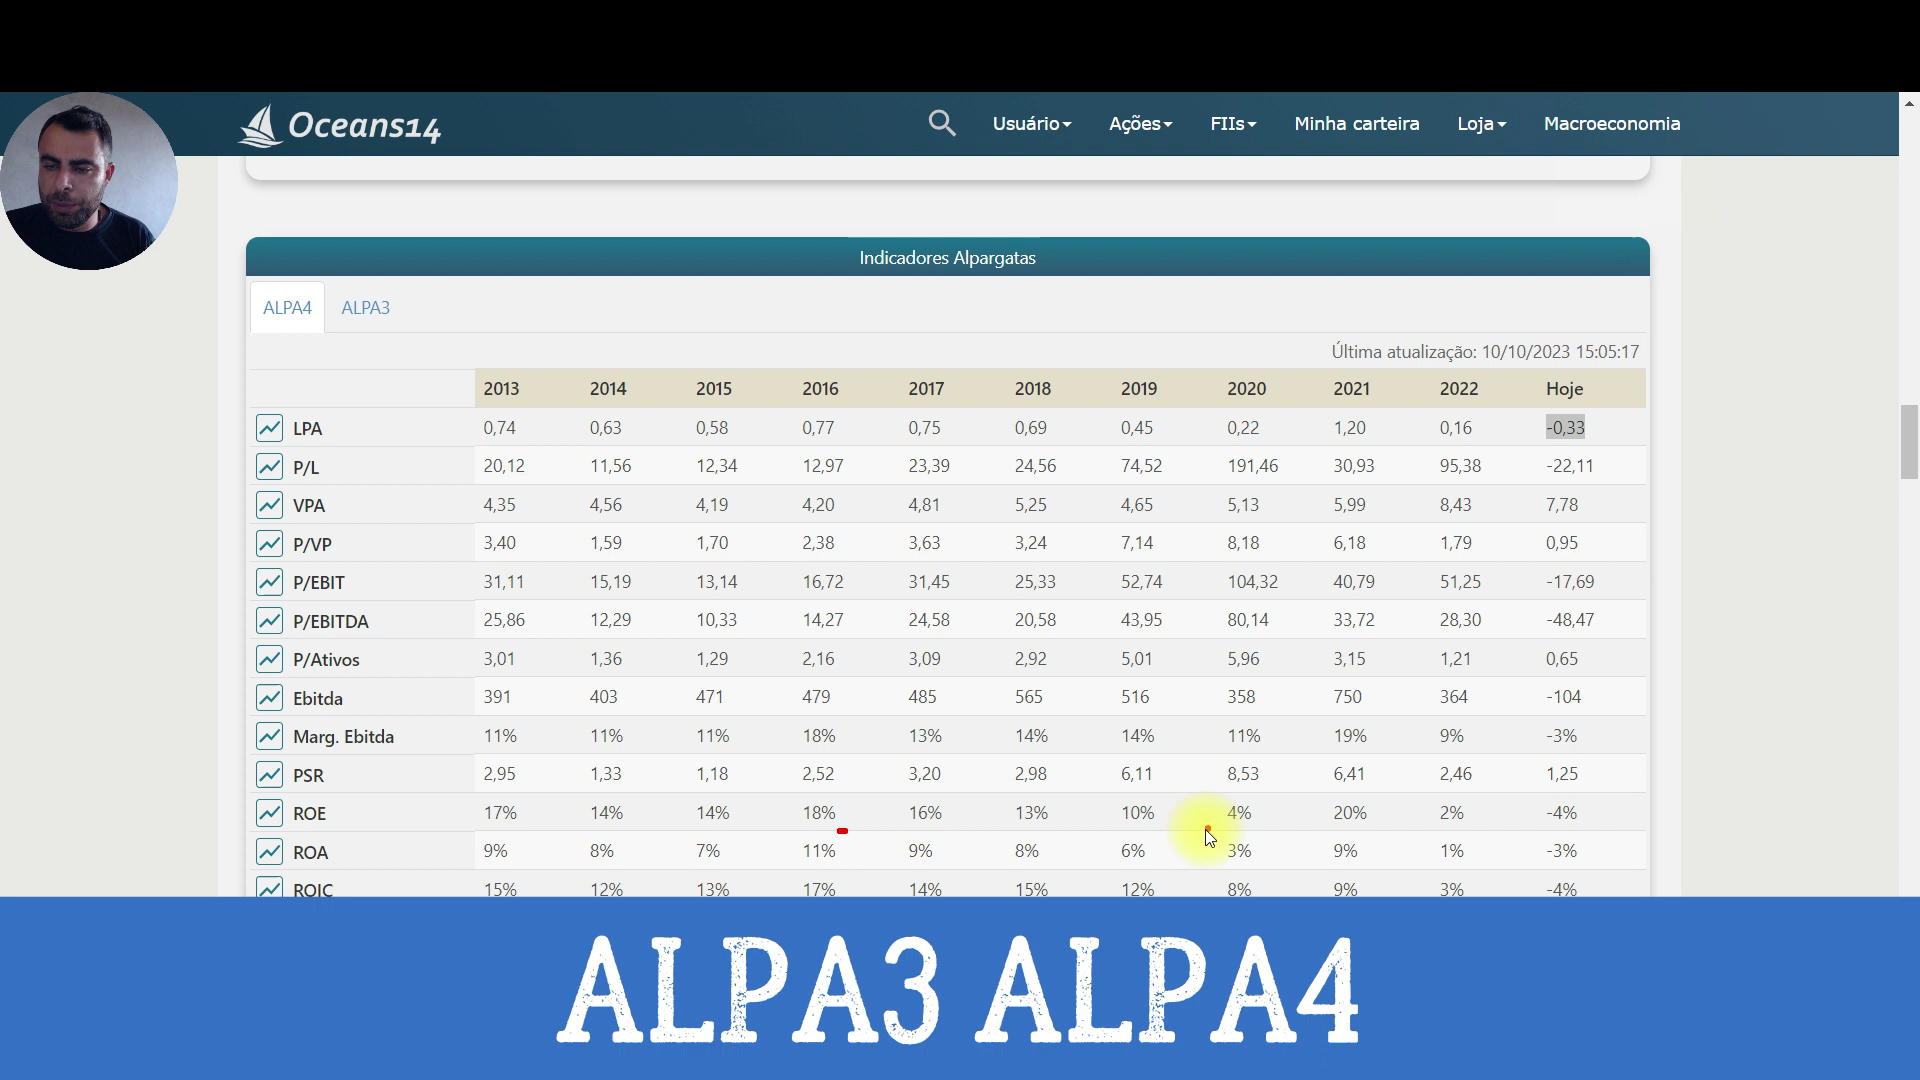 Oceans14
Usuário Ações FIIs Minha carteira Loja Macroeconomia
Indicadores Alpargatas
ALPA4 ALPA3
Última atualização: 10/10/2023 15:05:17
2013 2014 2015 2016 2017 2018 2019 2020 2021 2022 Hoje
LPA 0,74 0,63 0,58 0,77 0,75 0,69 0,45 0,22 1,20 0,16 -0,33
P/L 20,12 11,56 12,34 12,97 23,39 24,56 74,52 191,46 30,93 95,38 -22,11
VPA 4,35 4,56 4,19 4,20 4,81 5,25 4,65 5,13 5,99 8,43 7,78
P/VP 3,40 1,59 1,70 2,38 3,63 3,24 7,14 8,18 6,18 1,79 0,95
P/EBIT 31,11 15,19 13,14 16,72 31,45 25,33 52,74 104,32 40,79 51,25 -17,69
P/EBITDA 25,86 12,29 10,33 14,27 24,58 20,58 43,95 80,14 33,72 28,30 -48,47
P/Ativos 3,01 1,36 1,29 2,16 3,09 2,92 5,01 5,96 3,15 1,21 0,65
Ebitda 391 403 471 479 485 565 516 358 750 364 -104
Marg. Ebitda 11% 11% 11% 18% 13% 14% 14% 11% 19% 9% -3%
PSR 2,95 1,33 1,18 2,52 3,20 2,98 6,11 8,53 6,41 2,46 1,25
ROE 17% 14% 14% 18% 16% 13% 10% 4% 20% 2% -4%
ROA 9% 8% 7% 11% 9% 8% 6% 3% 9% 1% -3%
ROIC 15% 12% 13% 17% 14% 15% 12% 8% 9% 3% -4%
ALPA3 ALPA4